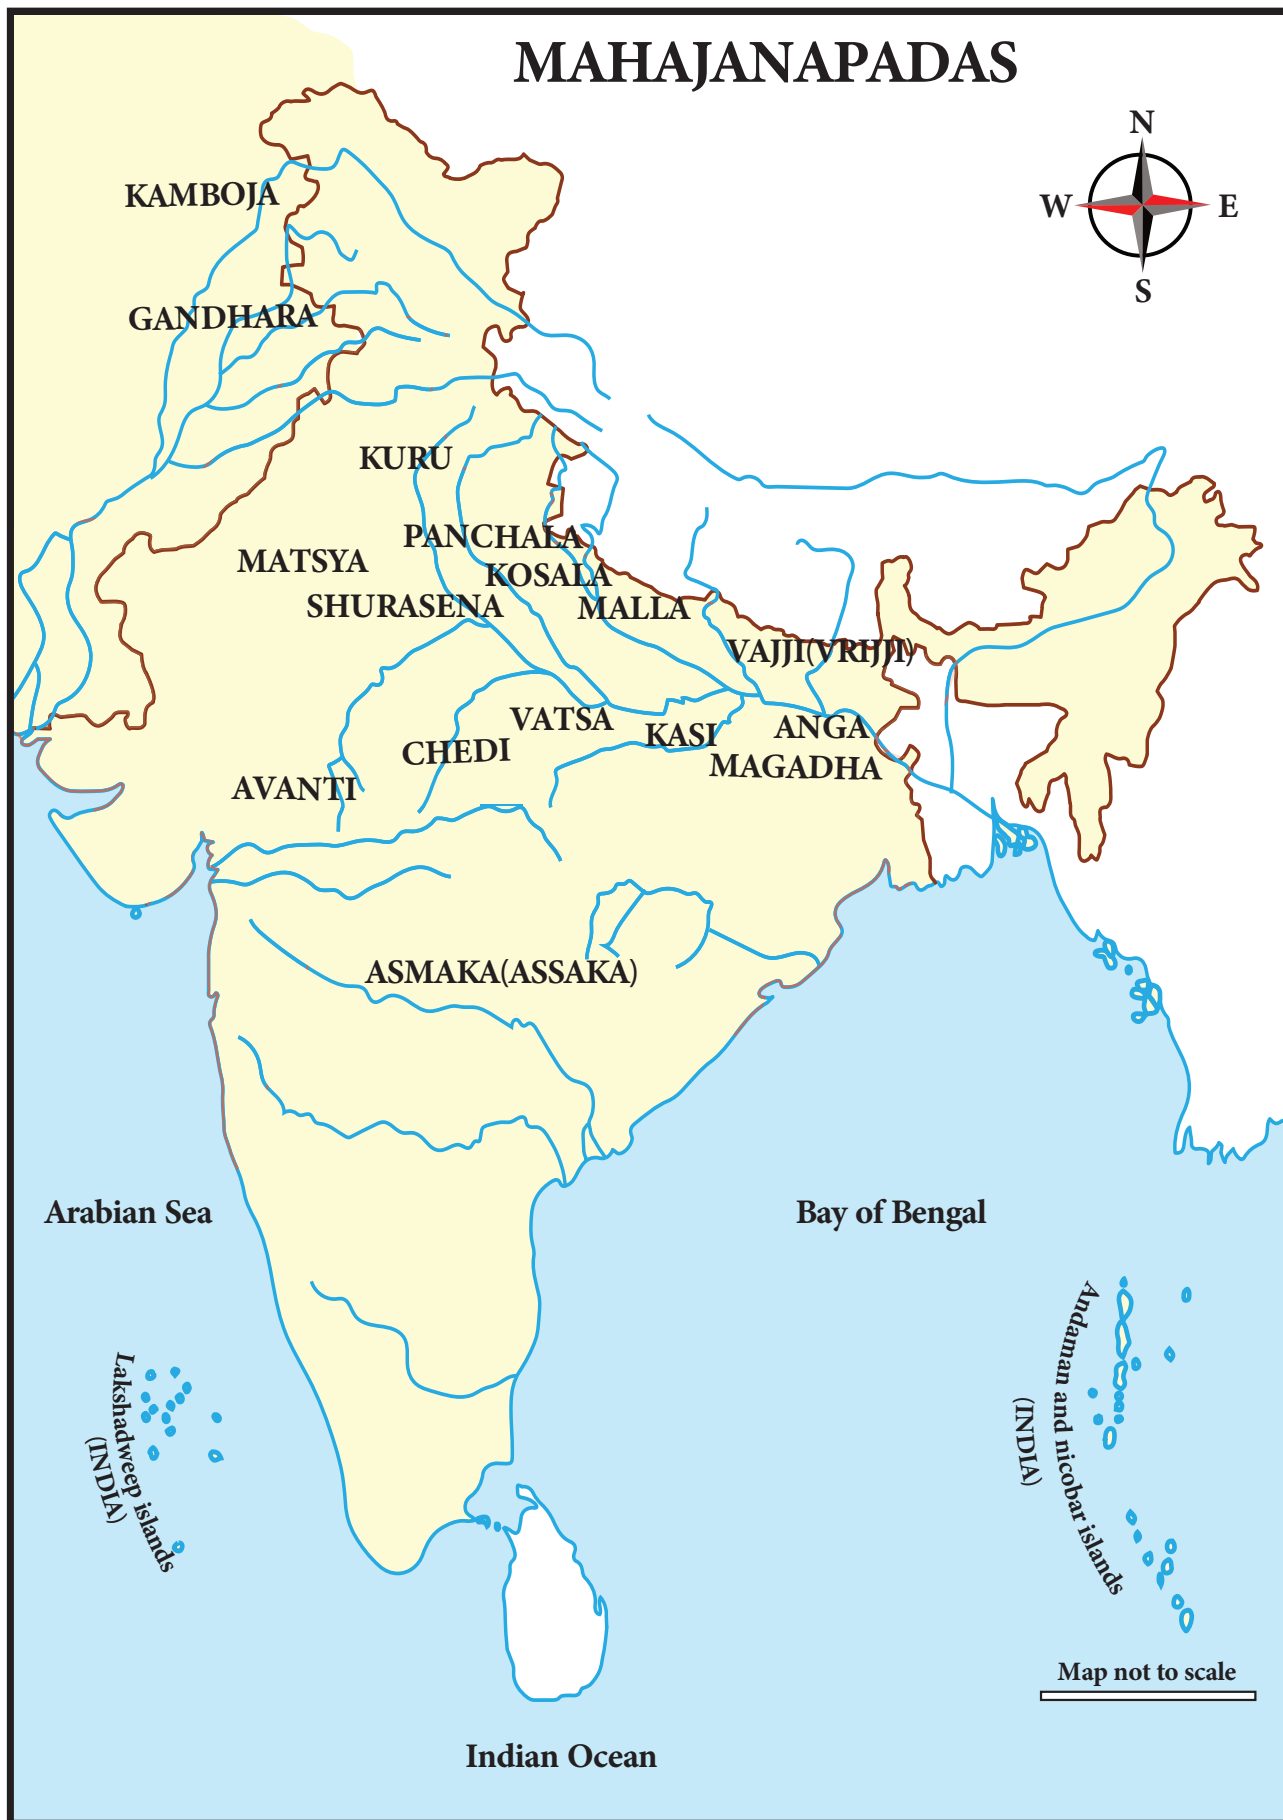 MAHAJANAPADAS
N
W
E
S
KAMBOJA
GANDHARA
KURU
PANCHALA
MATSYA
KOSALA
SHURASENA
MALLA
VAJJI(VRIJJI)
VATSA
KASI
ANGA
CHEDI
MAGADHA
AVANTI
ASMAKA(ASSAKA)
Arabian Sea
Bay of Bengal
Lakshadweep islands
(INDIA)
Andaman and nicobar islands
(INDIA)
Map not to scale
Indian Ocean